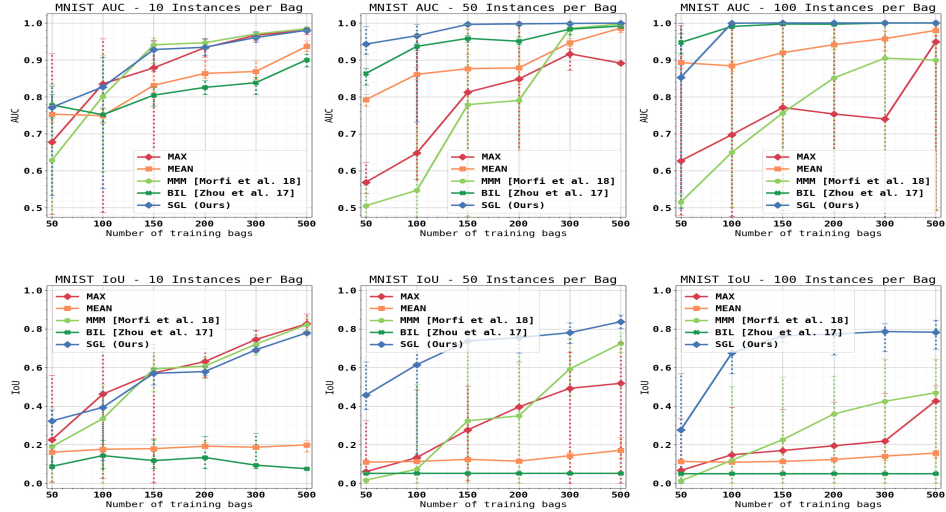 MNIST AUC - 10 Instances per Bag
1.0
0.9
0.8
0.7
0.6
0.5
AUC
MAX
MEAN
MMM [Morfi et al. 18]
BIL [Zhou et al. 17]
SGL (Ours)
50 100 150 200 300 500
Number of training bags
MNIST AUC - 50 Instances per Bag
1.0
0.9
0.8
0.7
0.6
0.5
AUC
MAX
MEAN
MMM [Morfi et al. 18]
BIL [Zhou et al. 17]
SGL (Ours)
50 100 150 200 300 500
Number of training bags
MNIST AUC - 100 Instances per Bag
1.0
0.9
0.8
0.7
0.6
0.5
AUC
MAX
MEAN
MMM [Morfi et al. 18]
BIL [Zhou et al. 17]
SGL (Ours)
50 100 150 200 300 500
Number of training bags
MNIST IoU - 10 Instances per Bag
1.0
0.8
0.6
0.4
0.2
0.0
IoU
MAX
MEAN
MMM [Morfi et al. 18]
BIL [Zhou et al. 17]
SGL (Ours)
50 100 150 200 300 500
Number of training bags
MNIST IoU - 50 Instances per Bag
1.0
0.8
0.6
0.4
0.2
0.0
IoU
MAX
MEAN
MMM [Morfi et al. 18]
BIL [Zhou et al. 17]
SGL (Ours)
50 100 150 200 300 500
Number of training bags
MNIST IoU - 100 Instances per Bag
1.0
0.8
0.6
0.4
0.2
0.0
IoU
MAX
MEAN
MMM [Morfi et al. 18]
BIL [Zhou et al. 17]
SGL (Ours)
50 100 150 200 300 500
Number of training bags